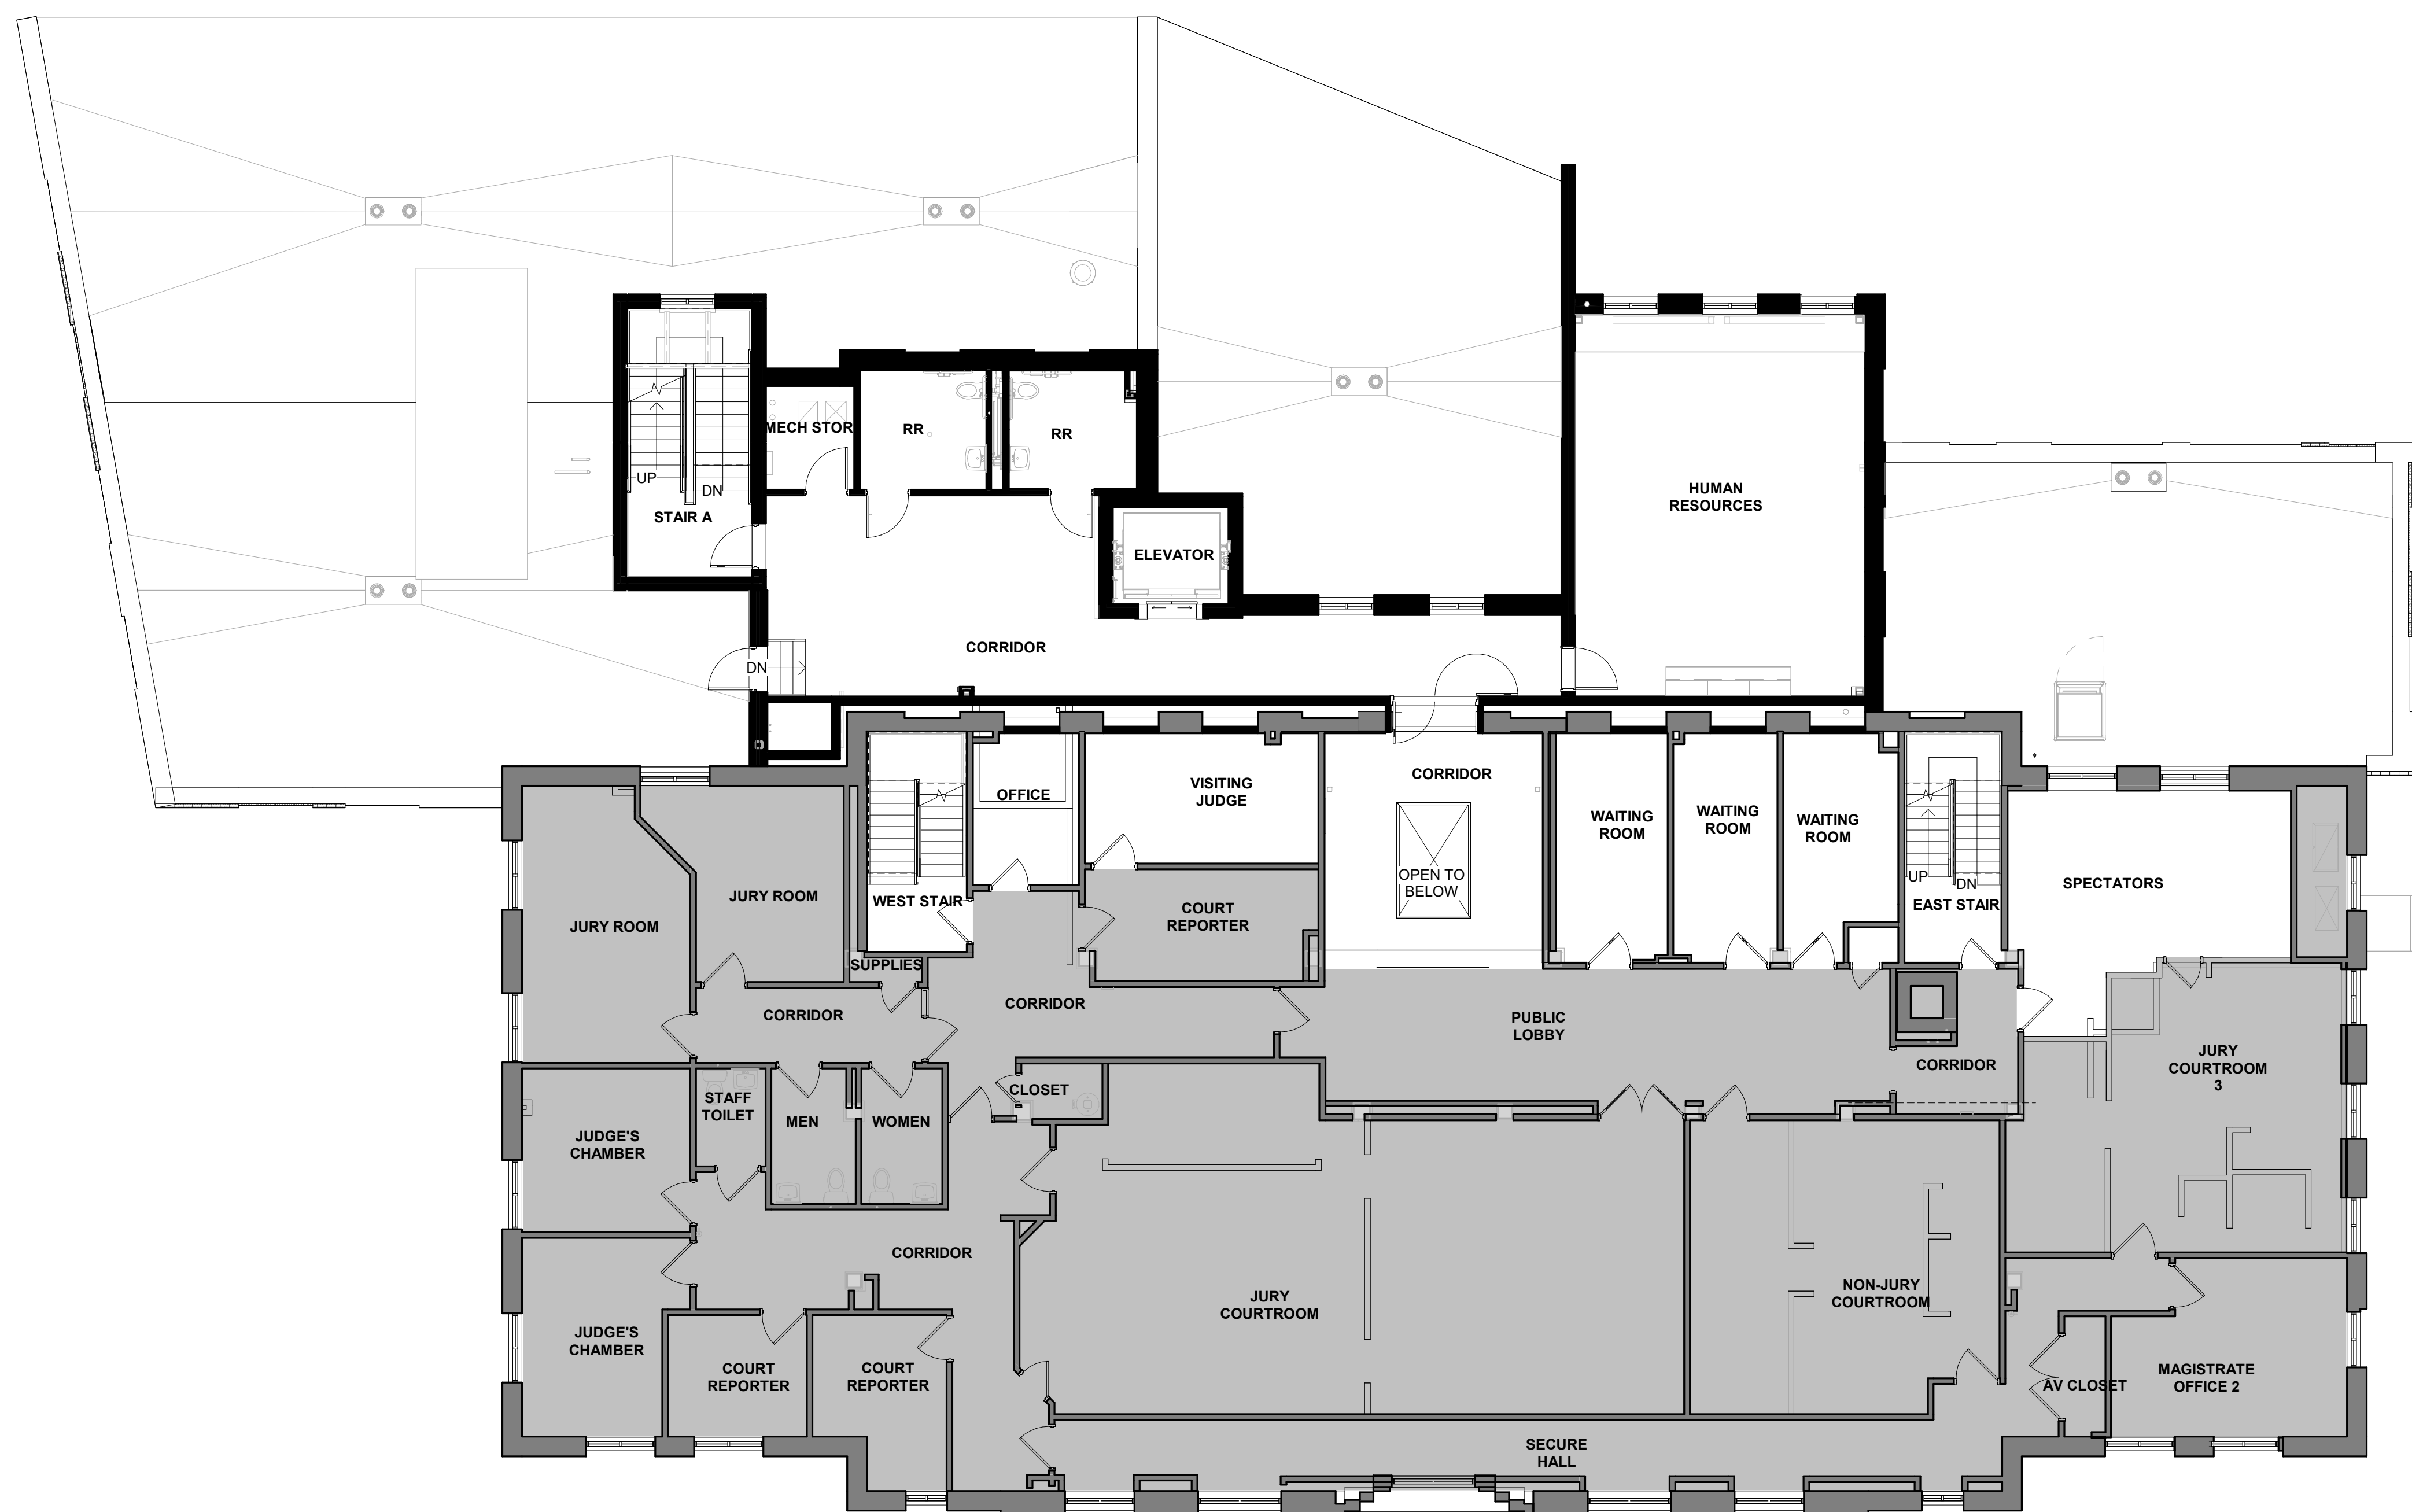 MECH STOR
RR
RR
UP
DN
STAIR A
HUMAN
RESOURCES
ELEVATOR
CORRIDOR
DN
OFFICE
VISITING
JUDGE
CORRIDOR
OPEN TO
BELOW
WAITING
ROOM
WAITING
ROOM
WAITING
ROOM
UP
DN
EAST STAIR
SPECTATORS
JURY ROOM
JURY ROOM
WEST STAIR
COURT
REPORTER
SUPPLIES
CORRIDOR
CORRIDOR
PUBLIC
LOBBY
CORRIDOR
JURY
COURTROOM
3
CLOSET
STAFF
TOILET
MEN
WOMEN
JUDGE'S
CHAMBER
CORRIDOR
JURY
COURTROOM
NON-JURY
COURTROOM
JUDGE'S
CHAMBER
COURT
REPORTER
COURT
REPORTER
AV CLOSET
MAGISTRATE
OFFICE 2
SECURE
HALL